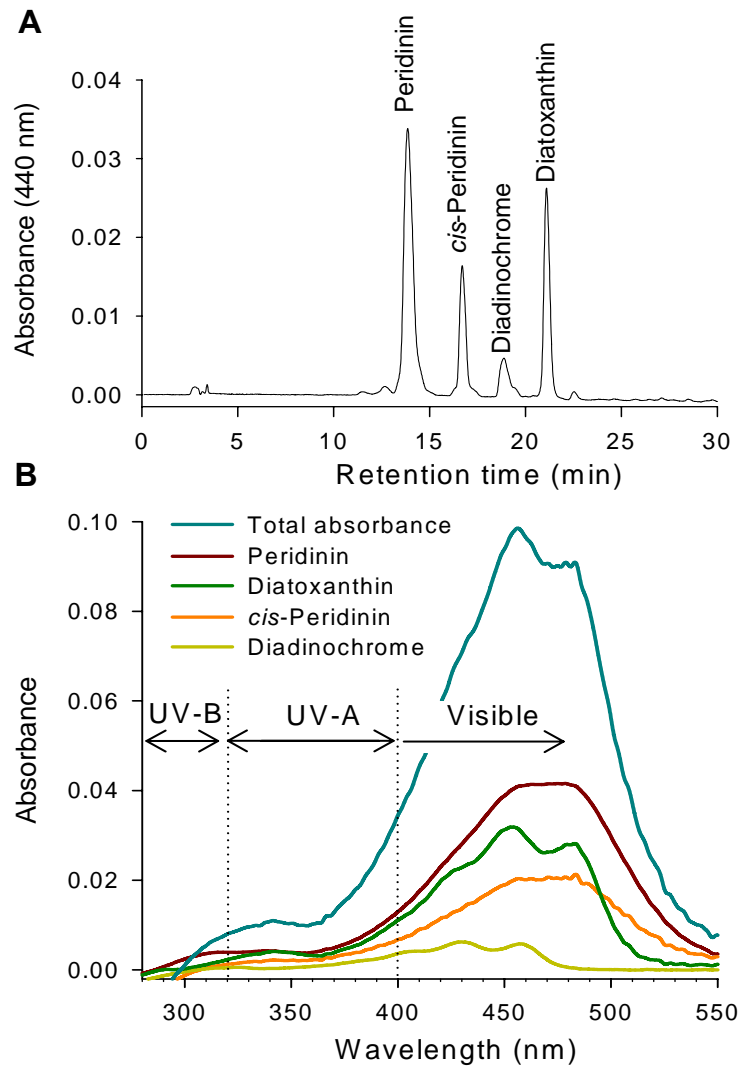 A
Absorbance (440 nm)
0.04
0.03
0.02
0.01
0.00
Peridinin
cis-Peridinin
Diadinochrome
Diatoxanthin
0 5 10 15 20 25 30
Retention time (min)
B
Absorbance
0.10
0.08
0.06
0.04
0.02
0.00
Total absorbance
Peridinin
Diatoxanthin
cis-Peridinin
Diadinochrome
UV-B UV-A Visible
300 350 400 450 500 550
Wavelength (nm)